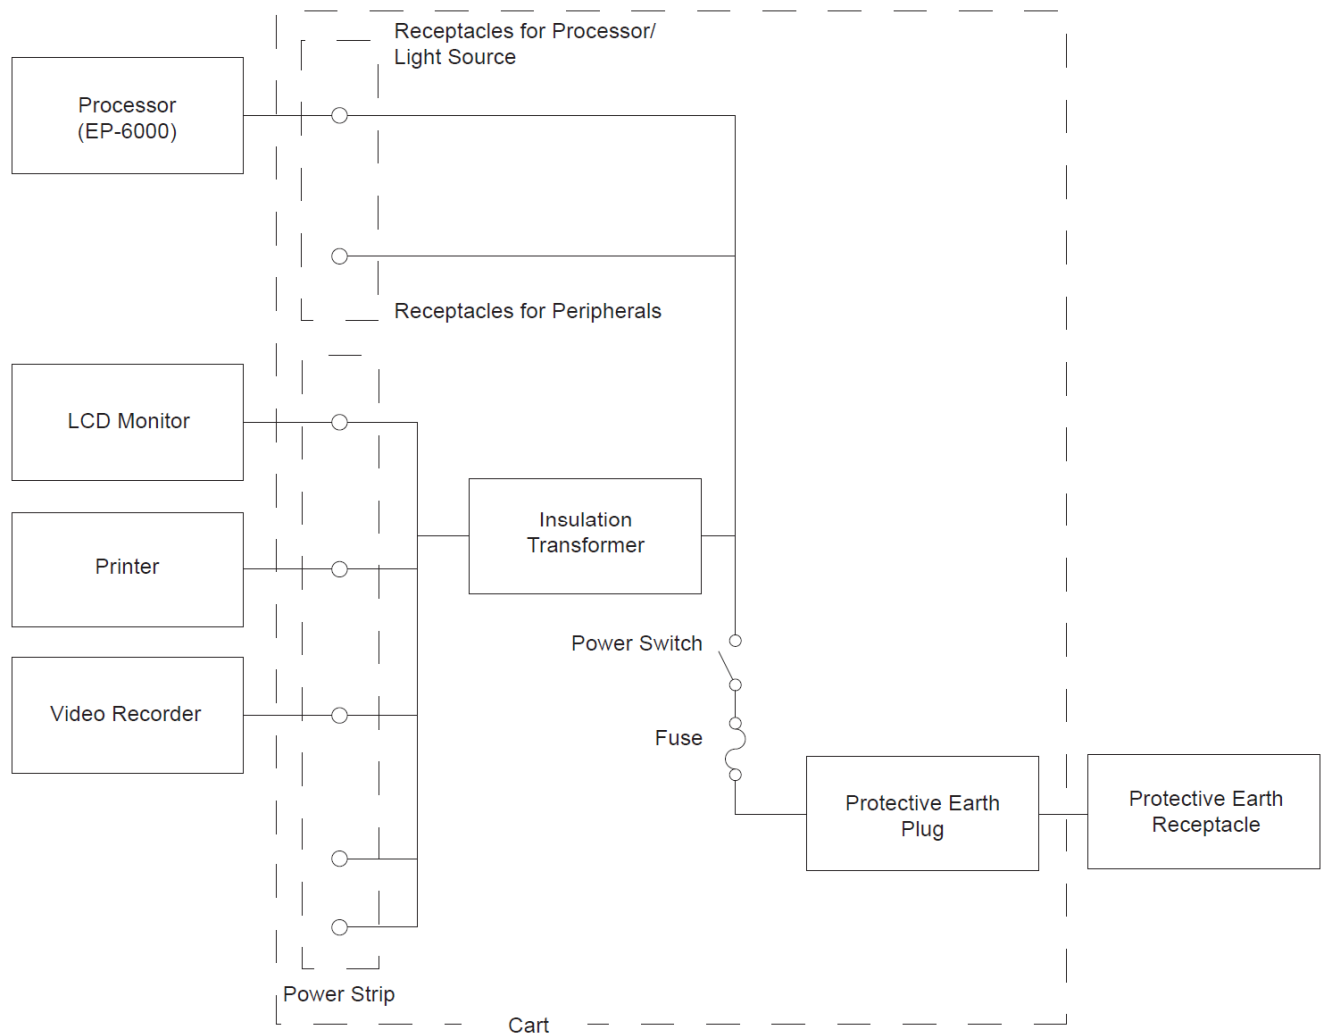 Receptacles for Processor/
Light Source
Processor
(EP-6000)
Receptacles for Peripherals
LCD Monitor
Insulation
Transformer
Printer
Power Switch
Video Recorder
Fuse
Protective Earth
Plug
Protective Earth
Receptacle
Power Strip
Cart